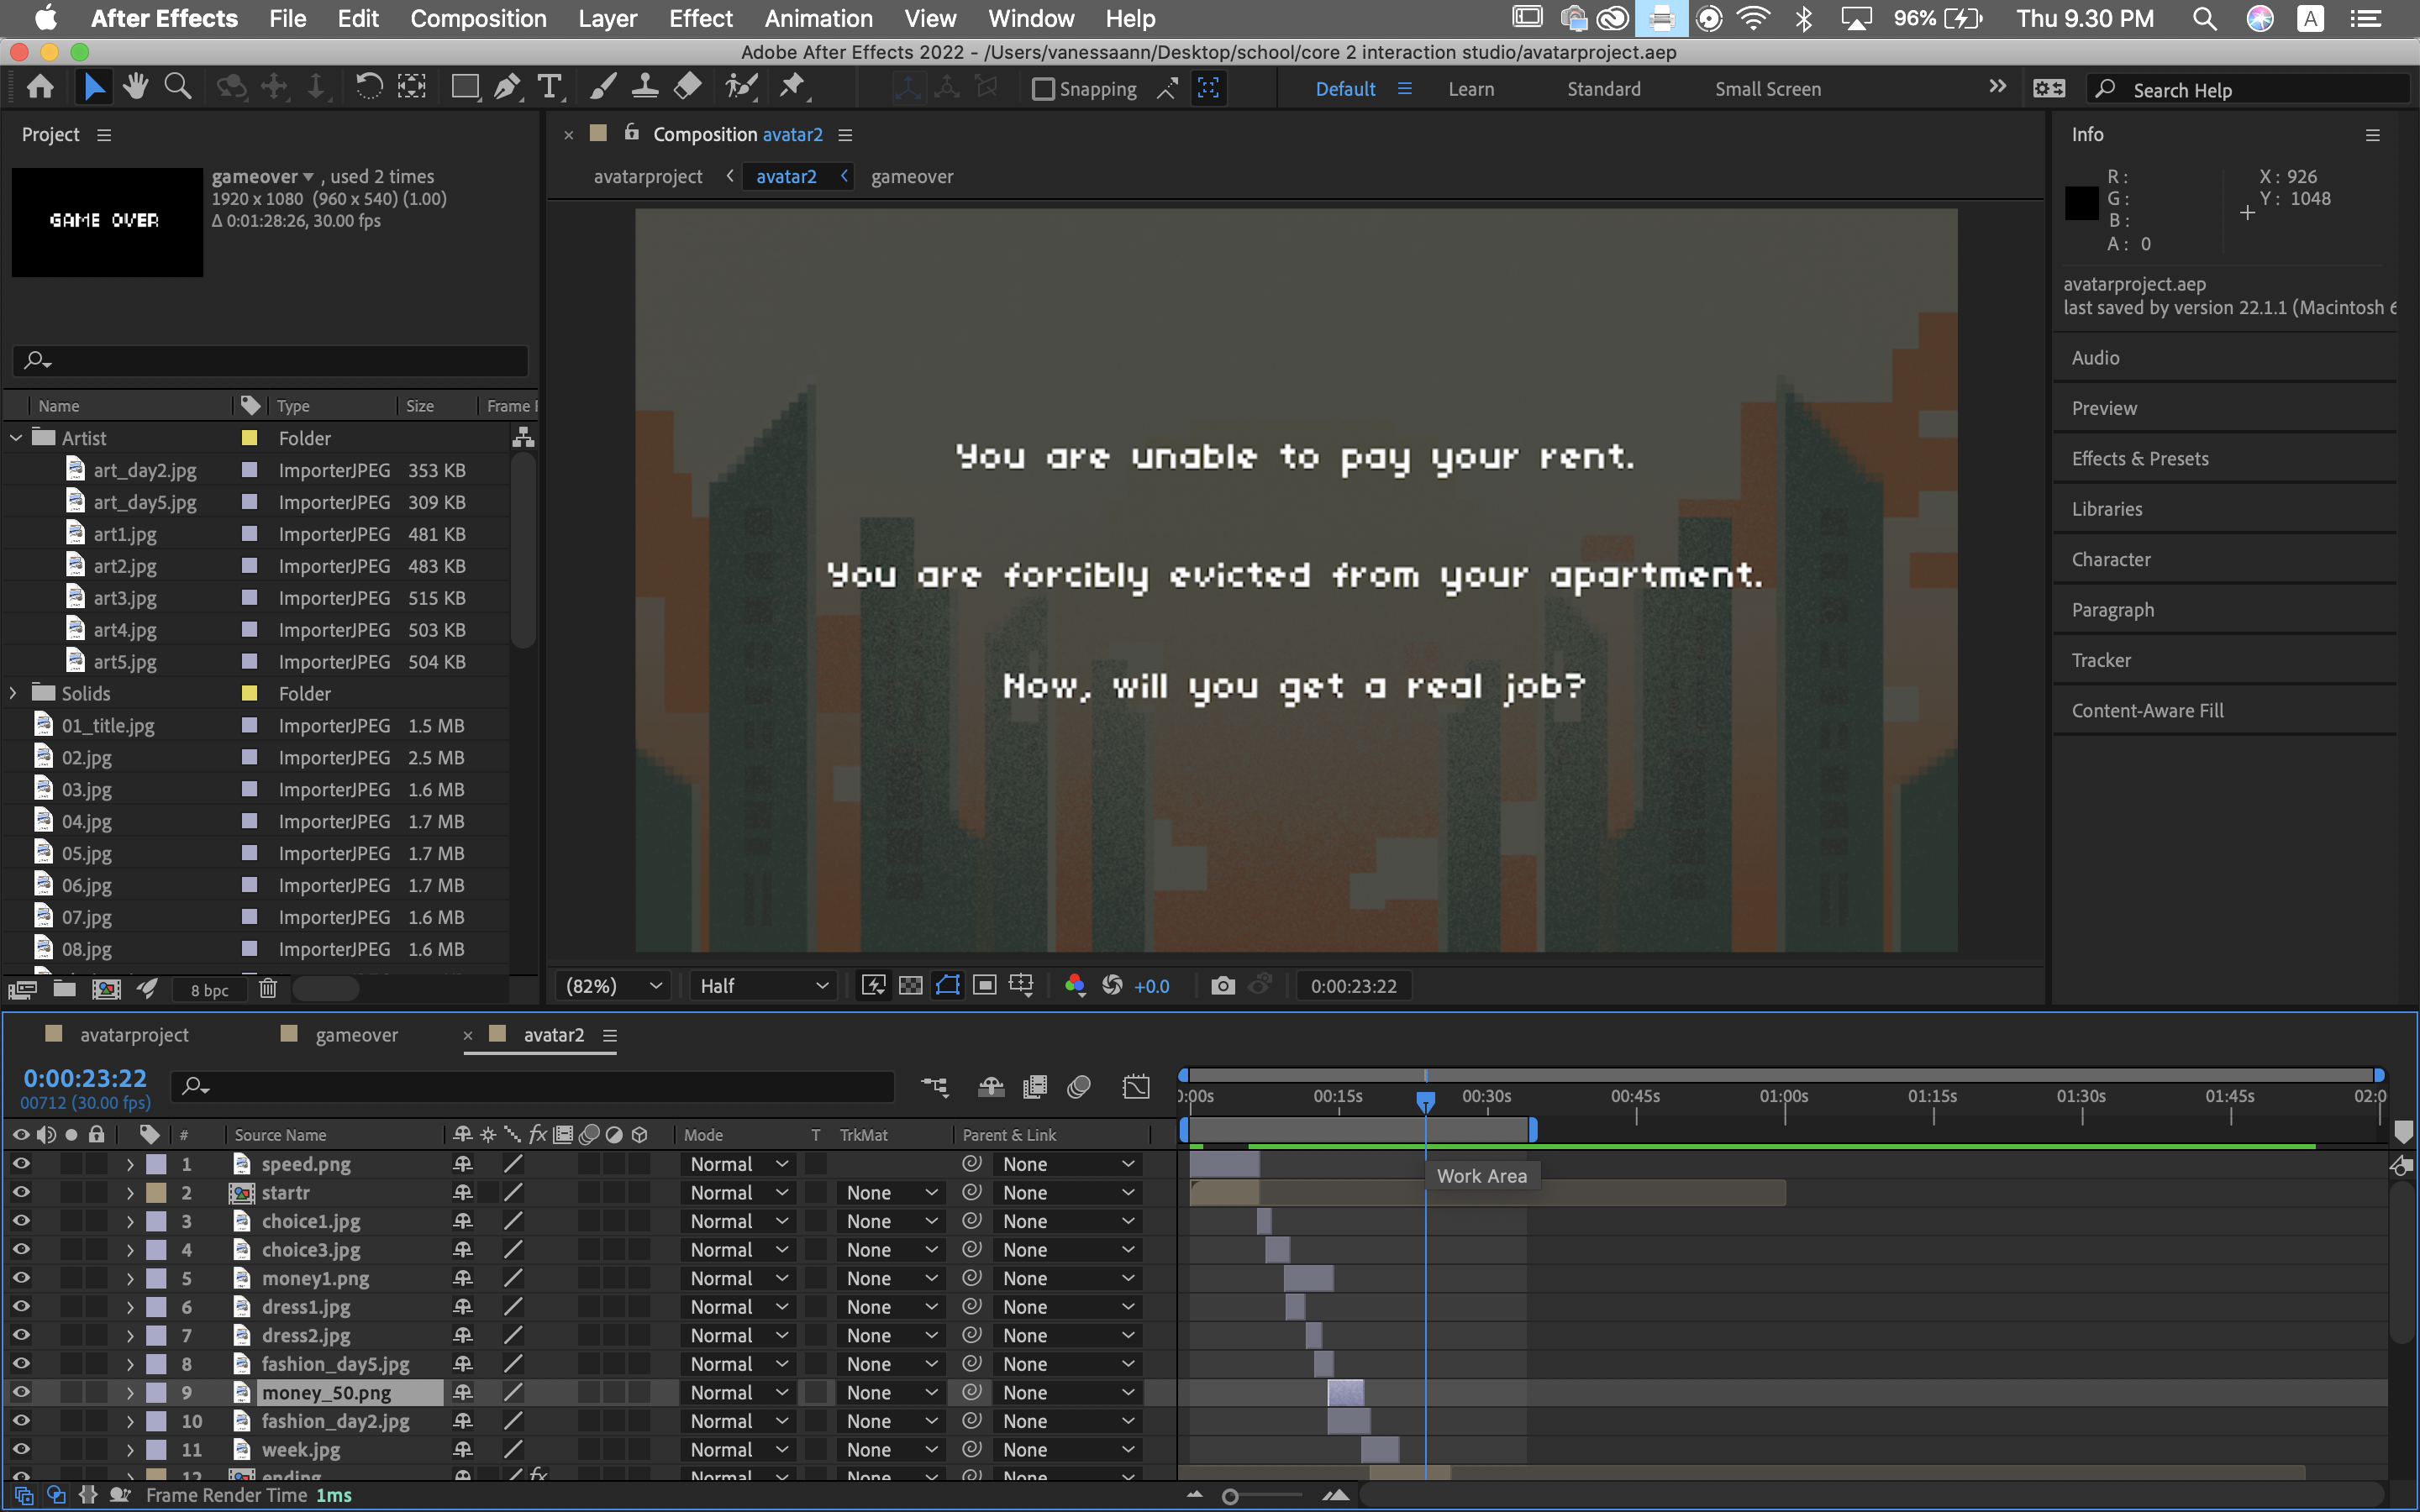 After Effects File Edit Composition Layer Effect Animation View Window Help 96% Thu 9.30 PM A
Adobe After Effects 2022 - /Users/vanessaann/Desktop/school/core 2 interaction studio/avatarproject.aep
Snapping Default Learn Standard Small Screen Search Help
Project
gameover , used 2 times
1920 x 1080 (960 x 540) (1.00)
Δ 0:01:28:26, 30.00 fps
GAME OVER
Name Type Size Frame
Artist Folder
art_day2.jpg ImporterJPEG 353 KB
art_day5.jpg ImporterJPEG 309 KB
art1.jpg ImporterJPEG 481 KB
art2.jpg ImporterJPEG 483 KB
art3.jpg ImporterJPEG 515 KB
art4.jpg ImporterJPEG 503 KB
art5.jpg ImporterJPEG 504 KB
Solids Folder
01_title.jpg ImporterJPEG 1.5 MB
02.jpg ImporterJPEG 2.5 MB
03.jpg ImporterJPEG 1.6 MB
04.jpg ImporterJPEG 1.7 MB
05.jpg ImporterJPEG 1.7 MB
06.jpg ImporterJPEG 1.7 MB
07.jpg ImporterJPEG 1.6 MB
08.jpg ImporterJPEG 1.6 MB
8 bpc
Composition avatar2
avatarproject avatar2 gameover
You are unable to pay your rent.
You are forcibly evicted from your apartment.
Now, will you get a real job?
(82%) Half +0.0 0:00:23:22
Info
R :
G :
B :
A : 0
X : 926
Y : 1048
avatarproject.aep
last saved by version 22.1.1 (Macintosh 6
Audio
Preview
Effects & Presets
Libraries
Character
Paragraph
Tracker
Content-Aware Fill
avatarproject gameover avatar2
0:00:23:22
00712 (30.00 fps)
:00s 00:15s 00:30s 00:45s 01:00s 01:15s 01:30s 01:45s 02:0
# Source Name fx Mode T TrkMat Parent & Link
Work Area
1 speed.png Normal None
2 startr Normal None None
3 choice1.jpg Normal None None
4 choice3.jpg Normal None None
5 money1.png Normal None None
6 dress1.jpg Normal None None
7 dress2.jpg Normal None None
8 fashion_day5.jpg Normal None None
9 money_50.png Normal None None
10 fashion_day2.jpg Normal None None
11 week.jpg Normal None None
12 ending fx Normal None None
Frame Render Time 1ms